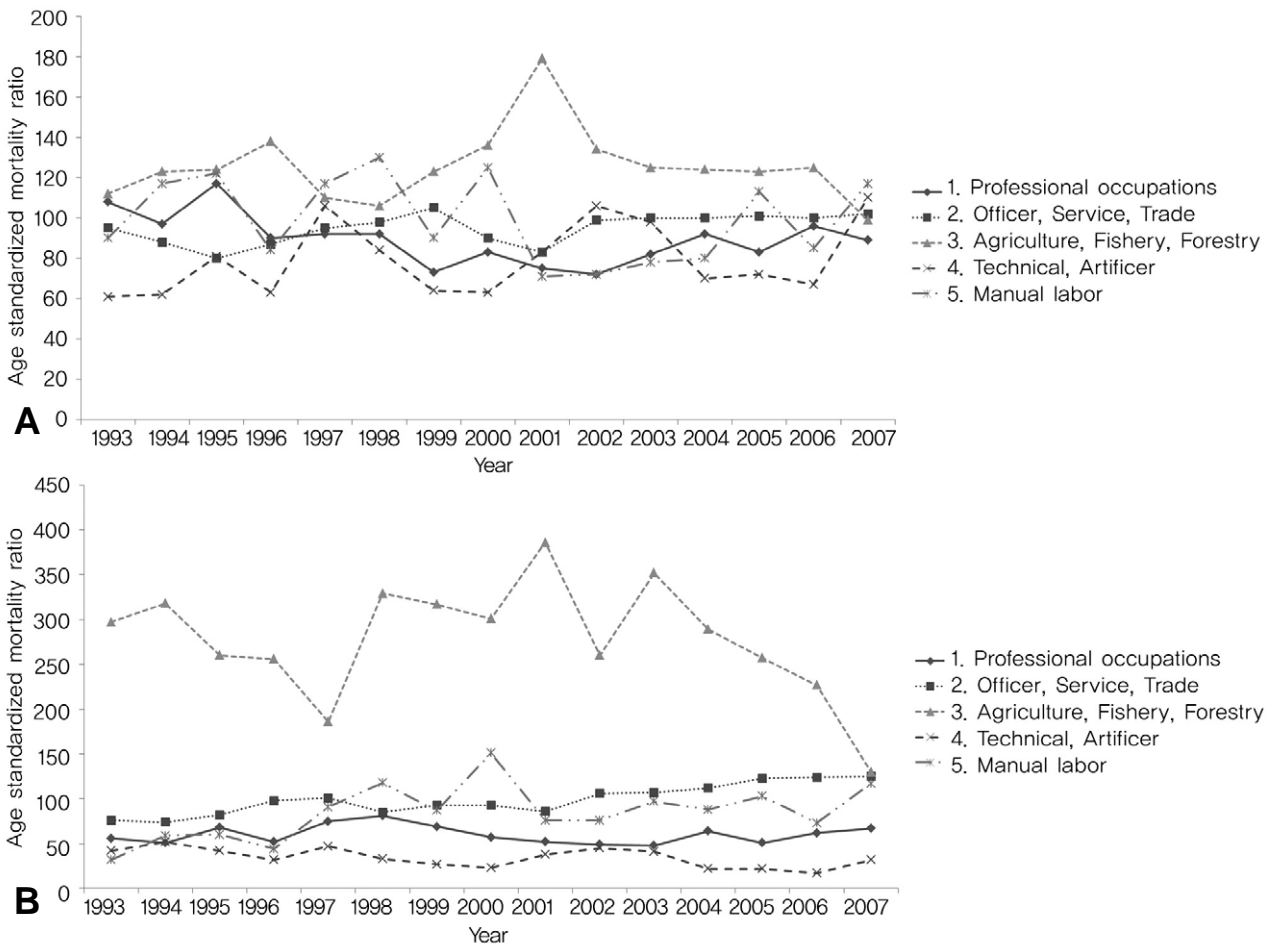 Age standardized mortality ratio
200
180
160
140
120
100
80
60
40
20
0
A
1993 1994 1995 1996 1997 1998 1999 2000 2001 2002 2003 2004 2005 2006 2007
Year
1. Professional occupations
2. Officer, Service, Trade
3. Agriculture, Fishery, Forestry
4. Technical, Artificer
5. Manual labor
Age standardized mortality ratio
450
400
350
300
250
200
150
100
50
0
B
1993 1994 1995 1996 1997 1998 1999 2000 2001 2002 2003 2004 2005 2006 2007
Year
1. Professional occupations
2. Officer, Service, Trade
3. Agriculture, Fishery, Forestry
4. Technical, Artificer
5. Manual labor